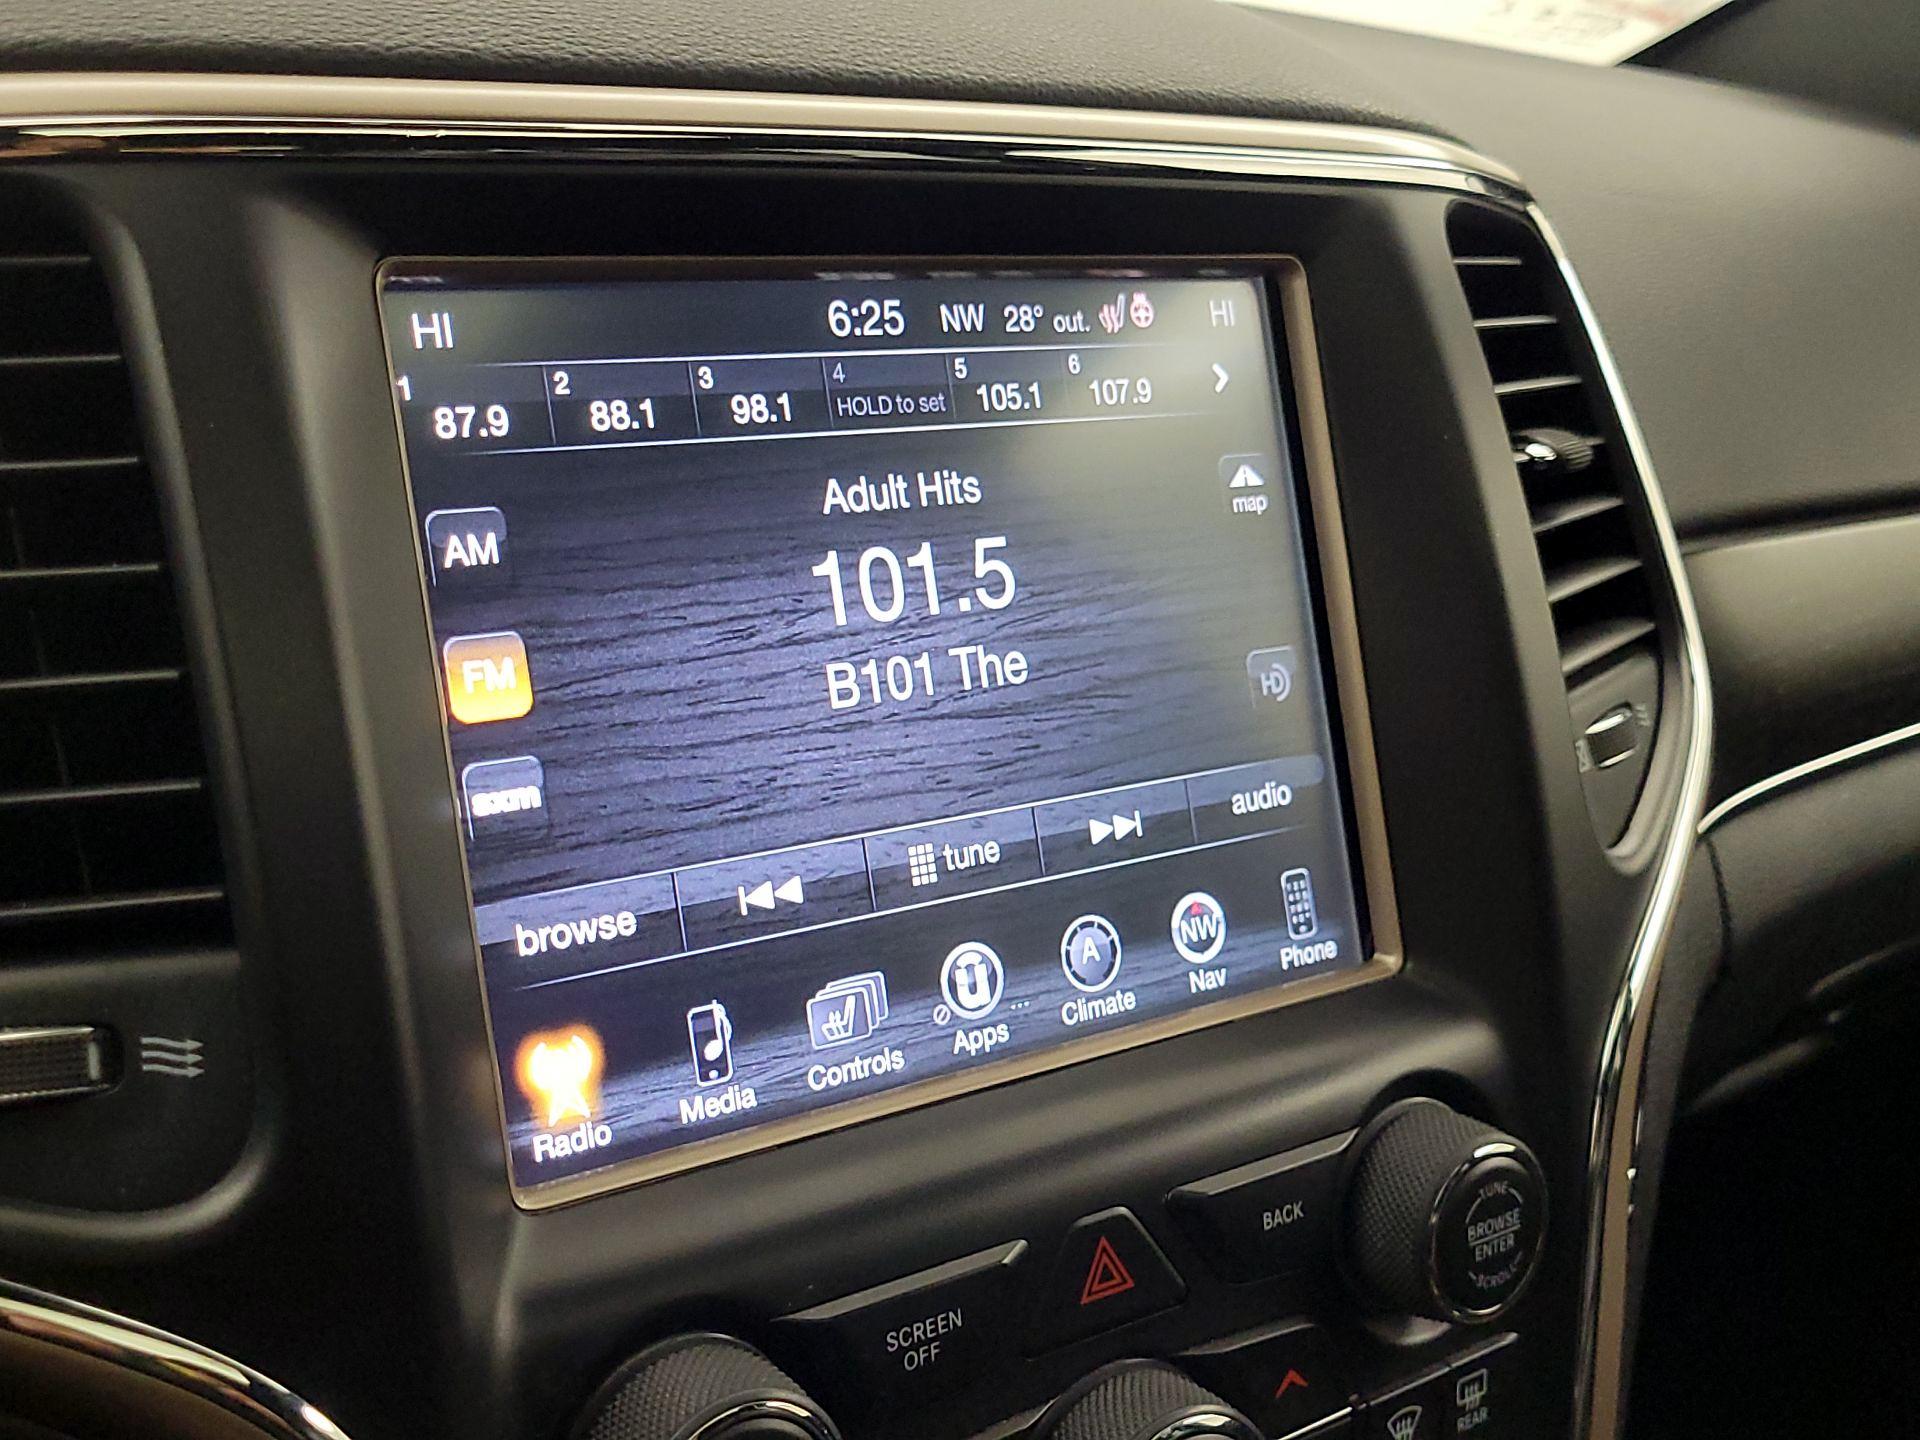 HI 6:25 NW 28° out. HI
1 2 3 4 5 6
87.9 88.1 98.1 HOLD to set 105.1 107.9
Adult Hits
map
AM
101.5
FM
B101 The
HD
sxm
browse tune audio
Radio Media Controls Apps ... Climate Nav Phone
U A NW
BACK
TUNE
BROWSE
ENTER
SCROLL
SCREEN
OFF
REAR